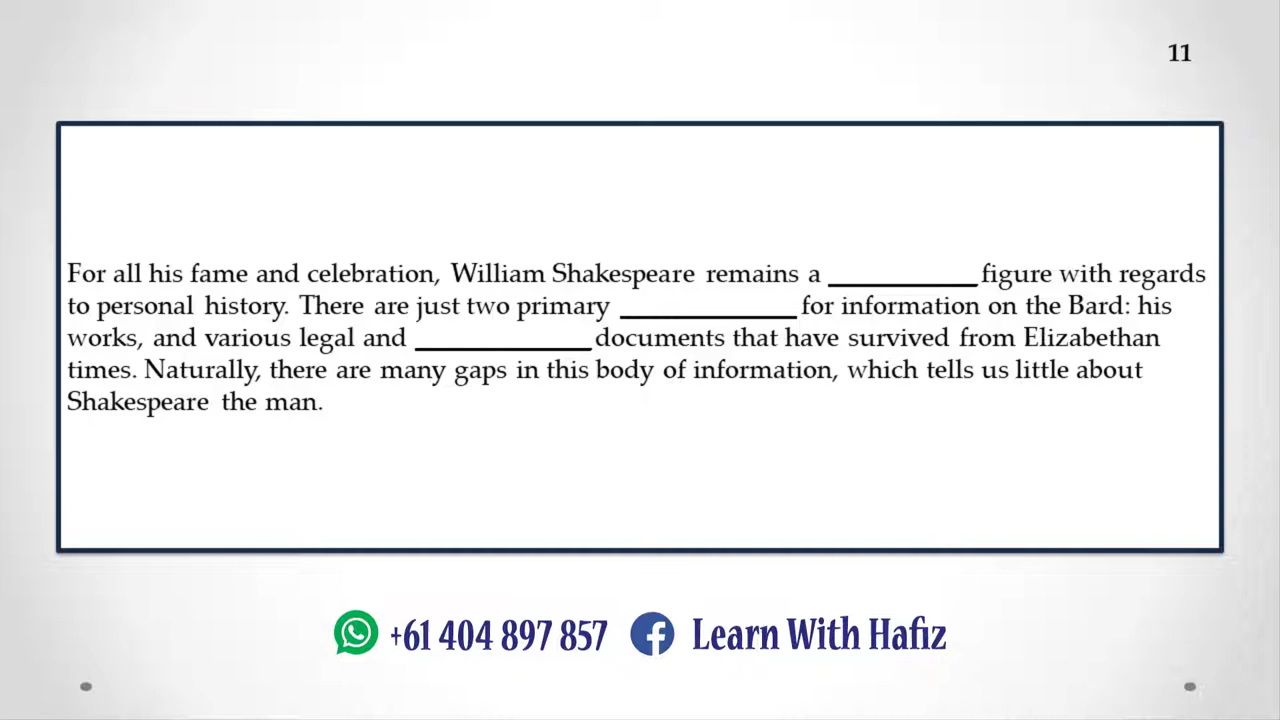 11
For all his fame and celebration, William Shakespeare remains a ____________ figure with regards
to personal history. There are just two primary ______________ for information on the Bard: his
works, and various legal and ______________ documents that have survived from Elizabethan
times. Naturally, there are many gaps in this body of information, which tells us little about
Shakespeare the man.
+61 404 897 857 Learn With Hafiz